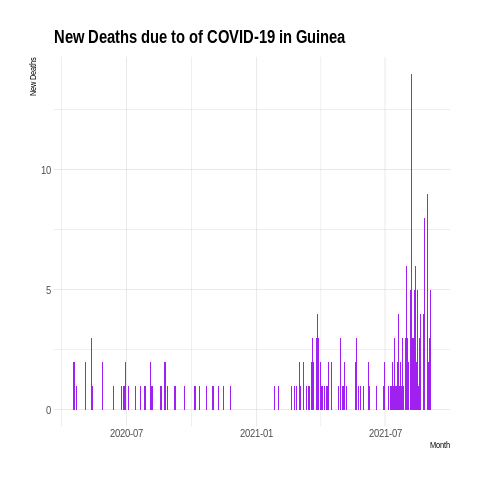 New Deaths due to of COVID-19 in Guinea
New Deaths
10
5
0
2020-07
2021-01
2021-07
Month